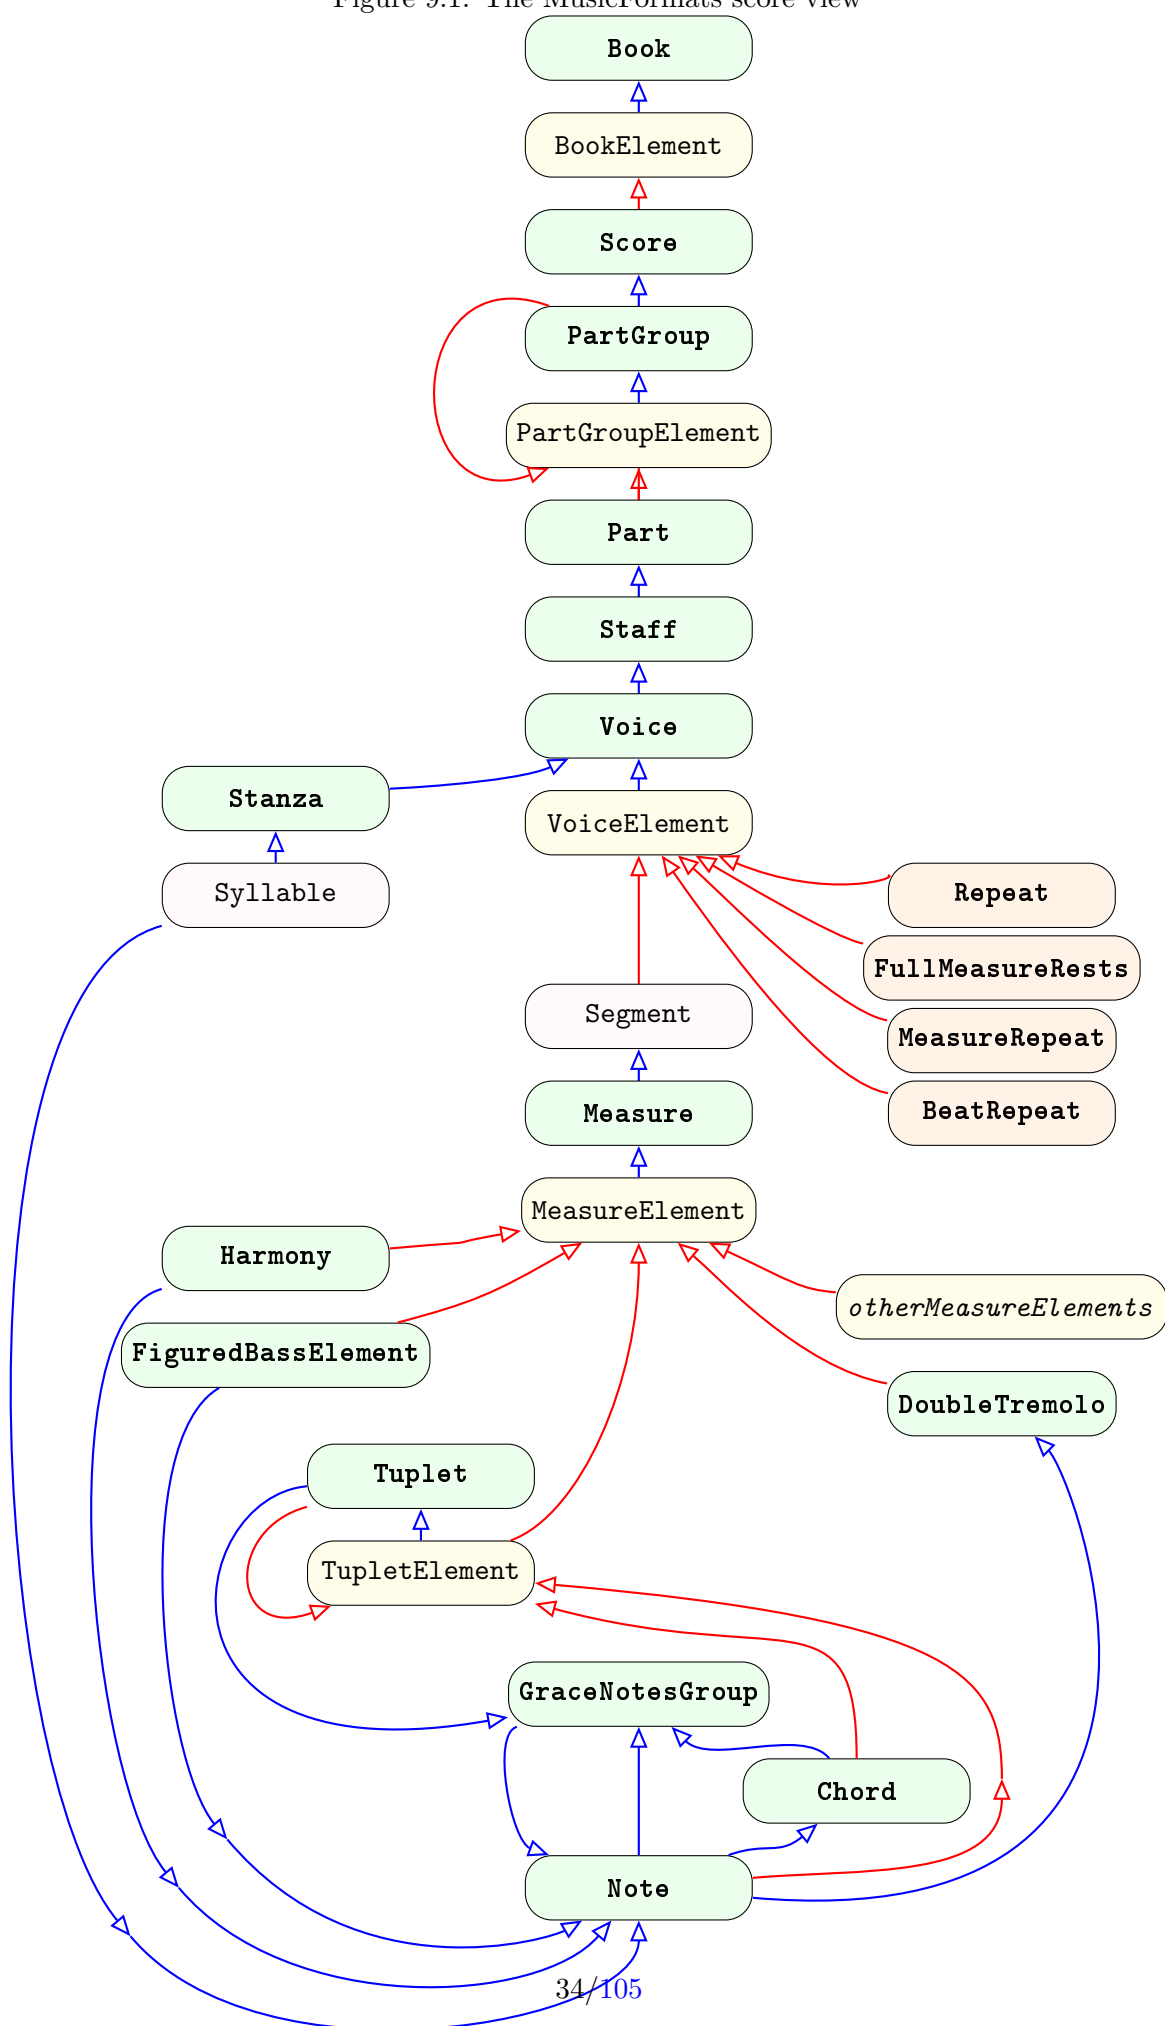 Figure 9.1: The MusicFormats score view
Book
BookElement
Score
PartGroup
PartGroupElement
Part
Staff
Voice
Stanza
VoiceElement
Syllable
Repeat
FullMeasureRests
Segment
MeasureRepeat
Measure
BeatRepeat
MeasureElement
Harmony
otherMeasureElements
FiguredBassElement
DoubleTremolo
Tuplet
TupletElement
GraceNotesGroup
Chord
Note
34/105